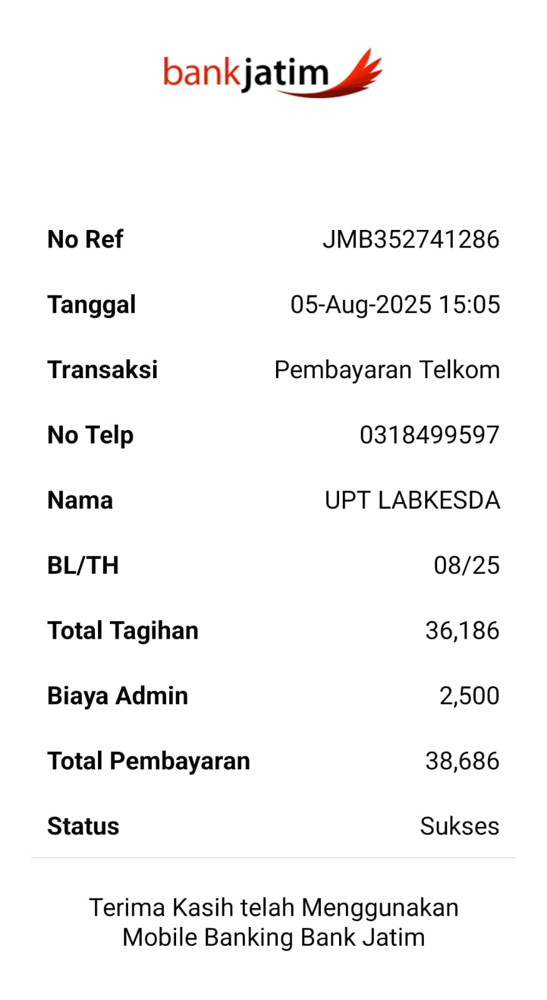 bankjatim
No Ref JMB352741286
Tanggal 05-Aug-2025 15:05
Transaksi Pembayaran Telkom
No Telp 0318499597
Nama UPT LABKESDA
BL/TH 08/25
Total Tagihan 36,186
Biaya Admin 2,500
Total Pembayaran 38,686
Status Sukses
Terima Kasih telah Menggunakan
Mobile Banking Bank Jatim